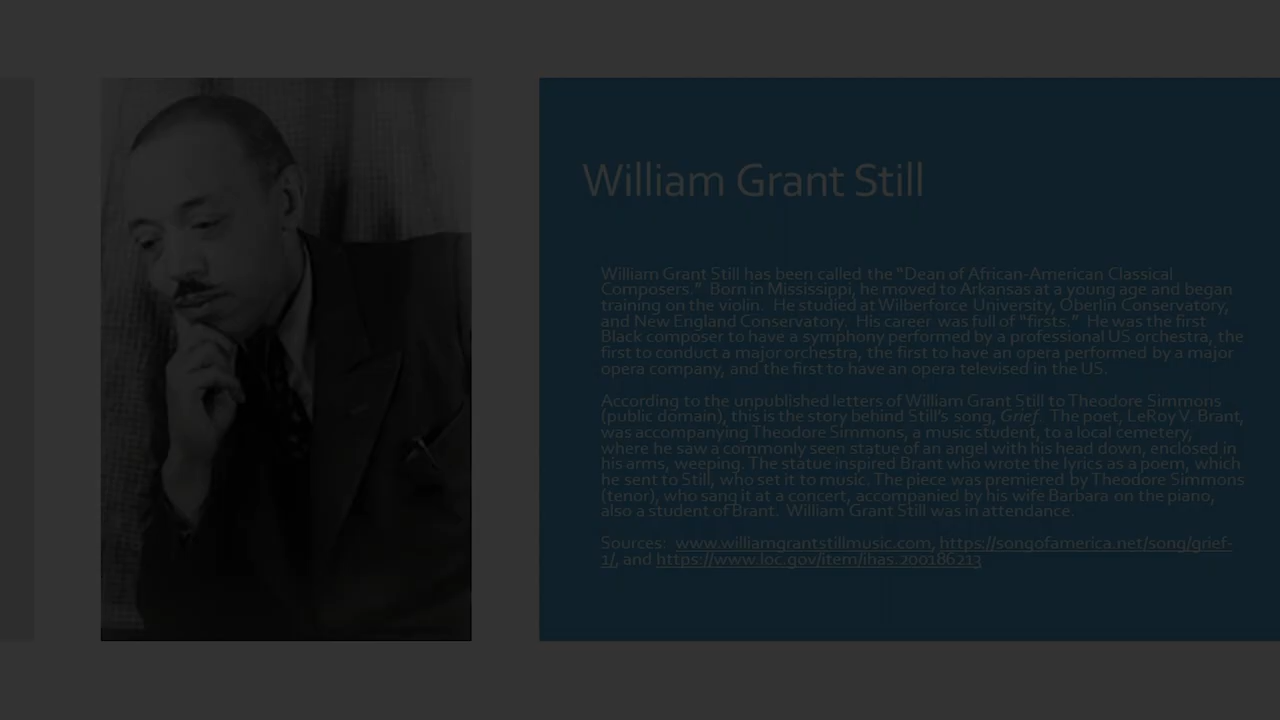 William Grant Still
William Grant Still has been called the “Dean of African-American Classical
Composers.” Born in Mississippi, he moved to Arkansas at a young age and began
training on the violin. He studied at Wilberforce University, Oberlin Conservatory,
and New England Conservatory. His career was full of “firsts.” He was the first
Black composer to have a symphony performed by a professional US orchestra, the
first to conduct a major orchestra, the first to have an opera performed by a major
opera company, and the first to have an opera televised in the US.
According to the unpublished letters of William Grant Still to Theodore Simmons
(public domain), this is the story behind Still’s song, Grief. The poet, LeRoy V. Brant,
was accompanying Theodore Simmons, a music student, to a local cemetery,
where he saw a commonly seen statue of an angel with his head down, enclosed in
his arms, weeping. The statue inspired Brant who wrote the lyrics as a poem, which
he sent to Still, who set it to music. The piece was premiered by Theodore Simmons
(tenor), who sang it at a concert, accompanied by his wife Barbara on the piano,
also a student of Brant. William Grant Still was in attendance.
Sources: www.williamgrantstillmusic.com, https://songofamerica.net/song/grief-
1/, and https://www.loc.gov/item/ihas.200186213